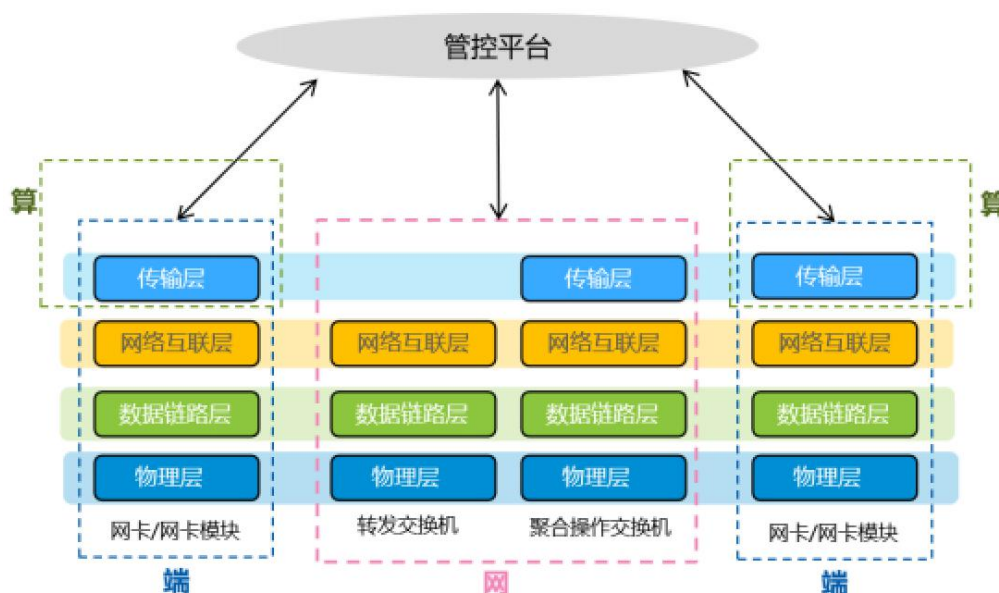 管控平台
算
算
传输层
传输层
传输层
网络互联层
网络互联层
网络互联层
网络互联层
数据链路层
数据链路层
数据链路层
数据链路层
物理层
物理层
物理层
物理层
网卡/网卡模块
转发交换机
聚合操作交换机
网卡/网卡模块
端
网
端